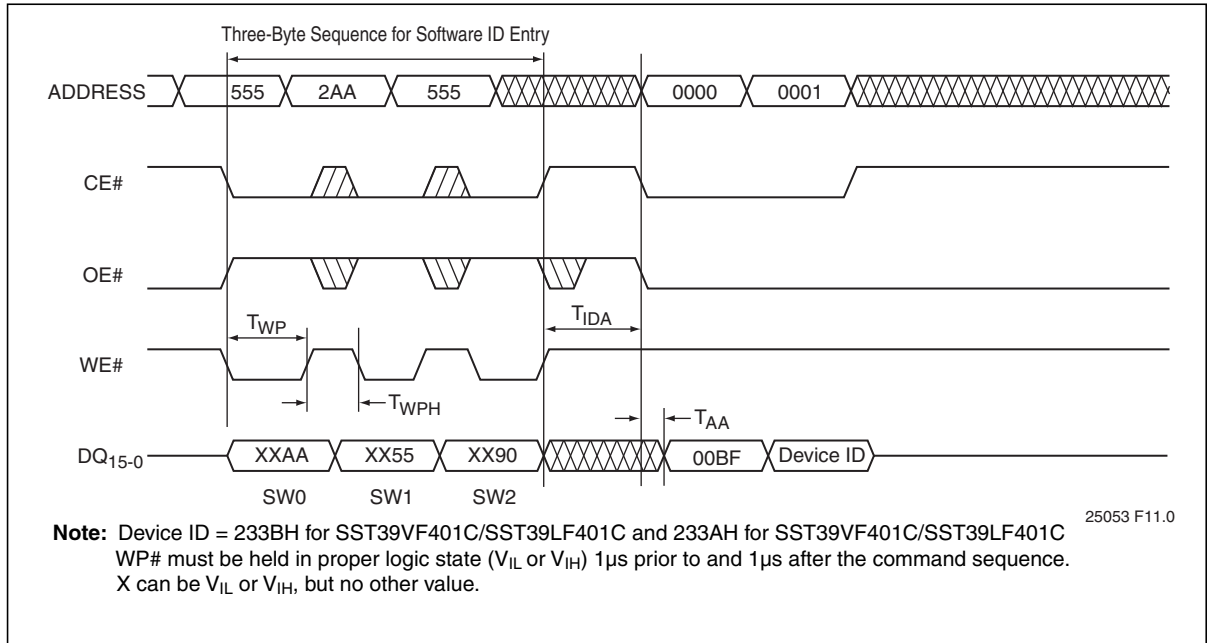 Three-Byte Sequence for Software ID Entry
ADDRESS 555 2AA 555 0000 0001
CE#
OE#
TWP TIDA
WE#
TWPH TAA
DQ15-0 XXAA XX55 XX90 00BF Device ID
SW0 SW1 SW2
25053 F11.0
Note: Device ID = 233BH for SST39VF401C/SST39LF401C and 233AH for SST39VF401C/SST39LF401C
WP# must be held in proper logic state (VIL or VIH) 1µs prior to and 1µs after the command sequence.
X can be VIL or VIH, but no other value.